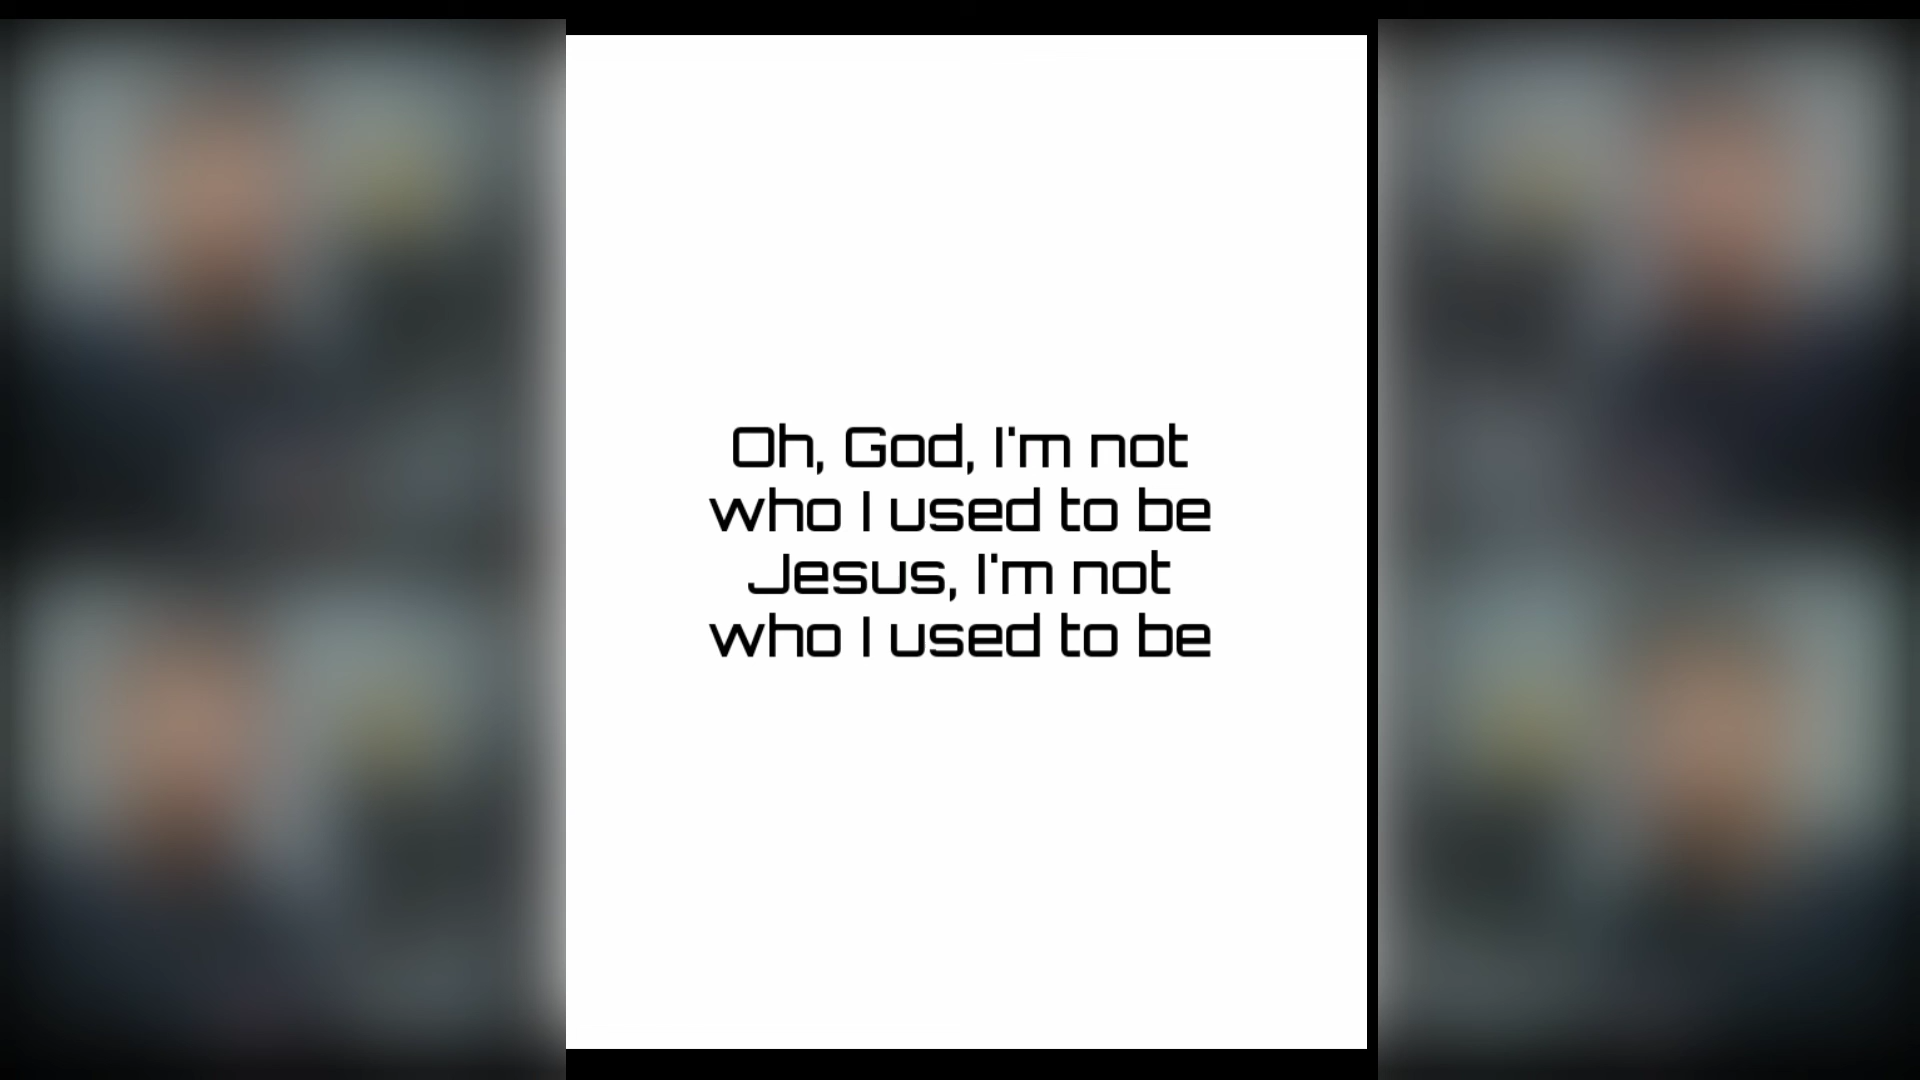 Oh, God, I'm not
who I used to be
Jesus, I'm not
who I used to be